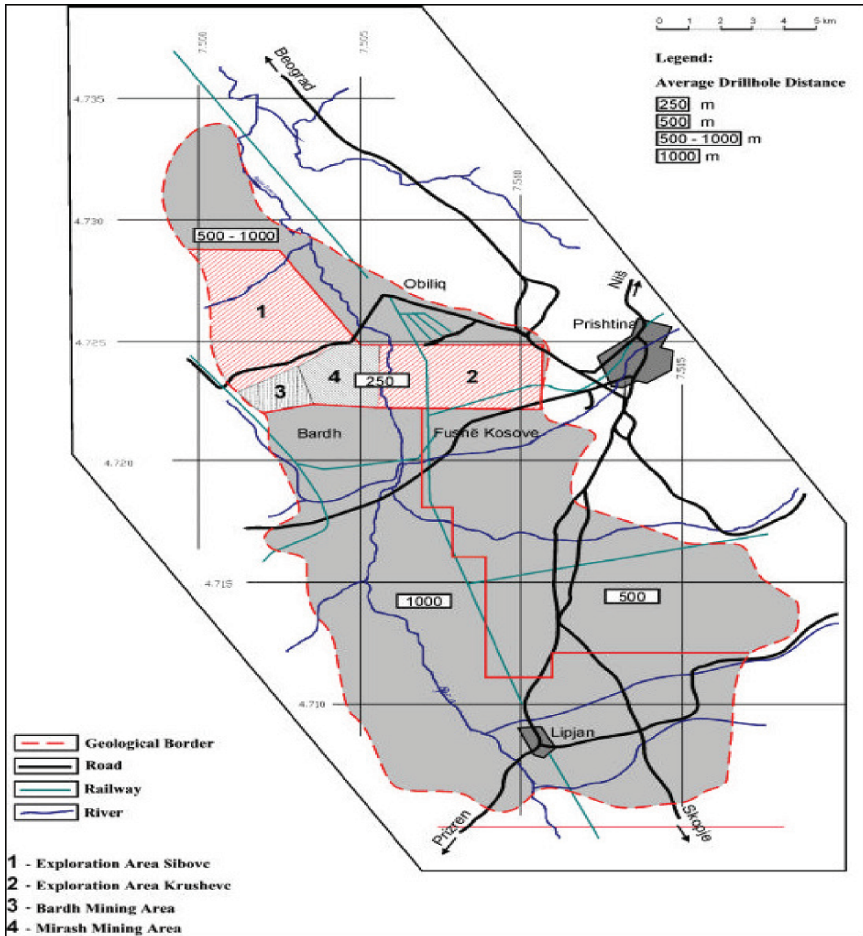 0 1 2 3 4 5 km
Legend:
Average Drillhole Distance
250 m
500 m
500 - 1000 m
1000 m
7.500
7.505
Beograd
4.735
7.510
4.730
500 - 1000
Obiliq
Niš
Prishtina
1
4.725
7.515
3
4
250
2
Bardh
Fushë Kosove
4.720
4.715
1000
500
4.710
Lipjan
Prizren
Skopje
Geological Border
Road
Railway
River
1 - Exploration Area Sibovc
2 - Exploration Area Krushevc
3 - Bardh Mining Area
4 - Mirash Mining Area